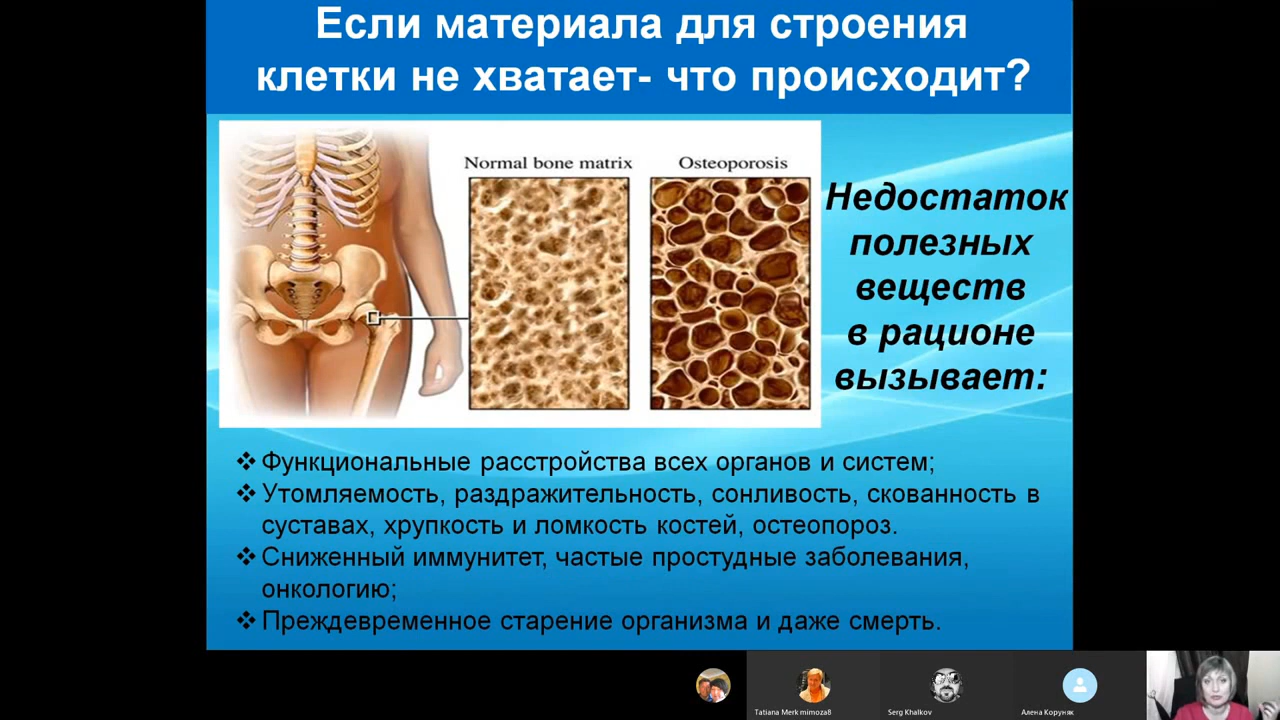 Если материала для строения
клетки не хватает- что происходит?
Normal bone matrix
Osteoporosis
Недостаток
полезных
веществ
в рационе
вызывает:
❖ Функциональные расстройства всех органов и систем;
❖ Утомляемость, раздражительность, сонливость, скованность в
суставах, хрупкость и ломкость костей, остеопороз.
❖ Сниженный иммунитет, частые простудные заболевания,
онкологию;
❖ Преждевременное старение организма и даже смерть.
Tatiana Merk mimoza8
Serg Khalkov
Алена Коруняк